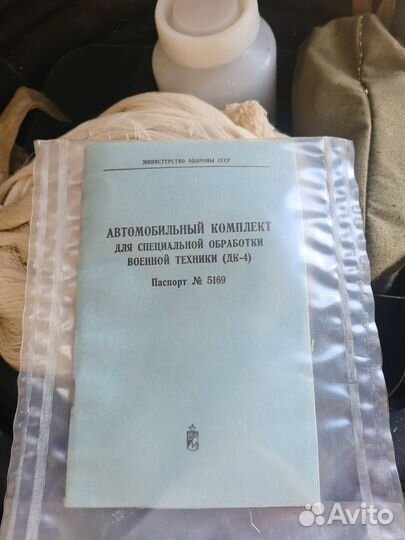 МИНИСТЕРСТВО ОБОРОНЫ СССР
АВТОМОБИЛЬНЫЙ КОМПЛЕКТ
ДЛЯ СПЕЦИАЛЬНОЙ ОБРАБОТКИ
ВОЕННОЙ ТЕХНИКИ (ДК-4)
Паспорт № 5169
Avito